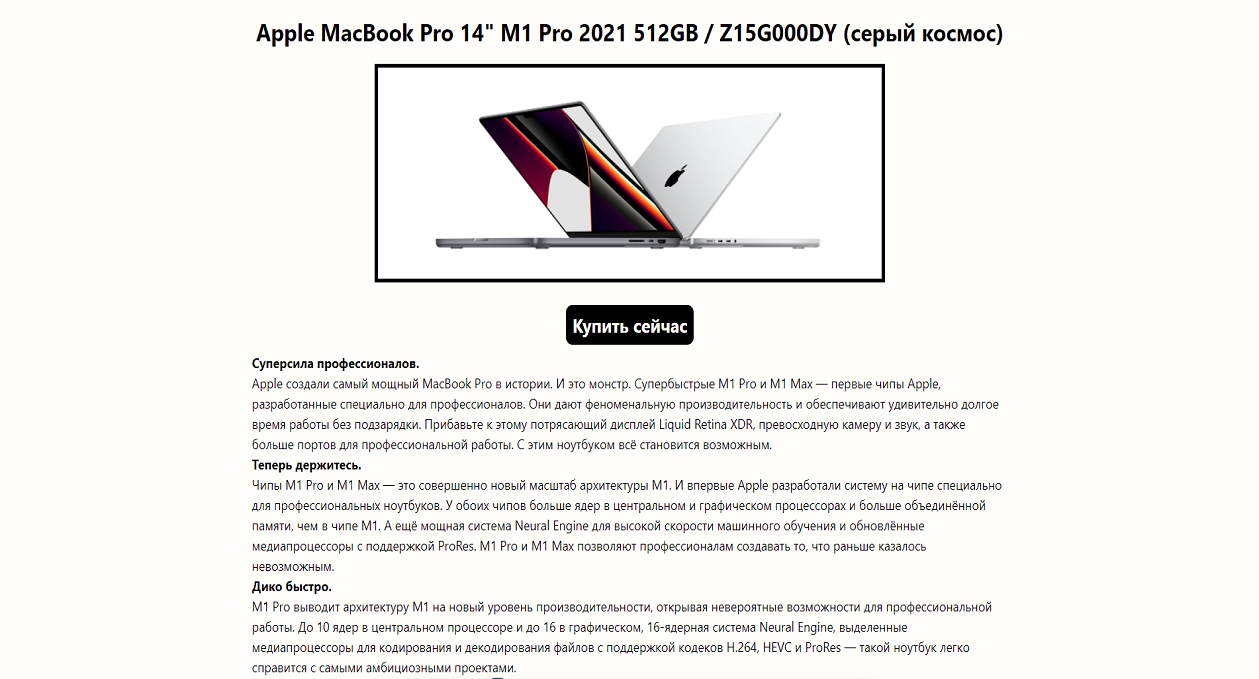 Apple MacBook Pro 14" M1 Pro 2021 512GB / Z15G000DY (серый космос)
Купить сейчас
Суперсила профессионалов.
Apple создали самый мощный MacBook Pro в истории. И это монстр. Супербыстрые M1 Pro и M1 Max — первые чипы Apple,
разработанные специально для профессионалов. Они дают феноменальную производительность и обеспечивают удивительно долгое
время работы без подзарядки. Прибавьте к этому потрясающий дисплей Liquid Retina XDR, превосходную камеру и звук, а также
больше портов для профессиональной работы. С этим ноутбуком всё становится возможным.
Теперь держитесь.
Чипы M1 Pro и M1 Max — это совершенно новый масштаб архитектуры M1. И впервые Apple разработали систему на чипе специально
для профессиональных ноутбуков. У обоих чипов больше ядер в центральном и графическом процессорах и больше объединённой
памяти, чем в чипе M1. А ещё мощная система Neural Engine для высокой скорости машинного обучения и обновлённые
медиапроцессоры с поддержкой ProRes. M1 Pro и M1 Max позволяют профессионалам создавать то, что раньше казалось
невозможным.
Дико быстро.
M1 Pro выводит архитектуру M1 на новый уровень производительности, открывая невероятные возможности для профессиональной
работы. До 10 ядер в центральном процессоре и до 16 в графическом, 16-ядерная система Neural Engine, выделенные
медиапроцессоры для кодирования и декодирования файлов с поддержкой кодеков H.264, HEVC и ProRes — такой ноутбук легко
справится с самыми амбициозными проектами.